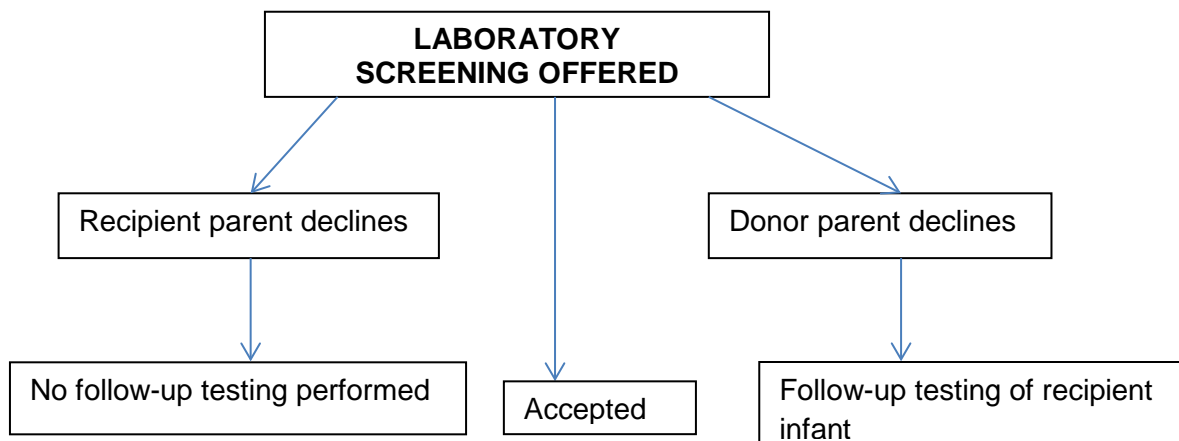 LABORATORY
SCREENING OFFERED
Recipient parent declines
Donor parent declines
No follow-up testing performed
Accepted
Follow-up testing of recipient
infant